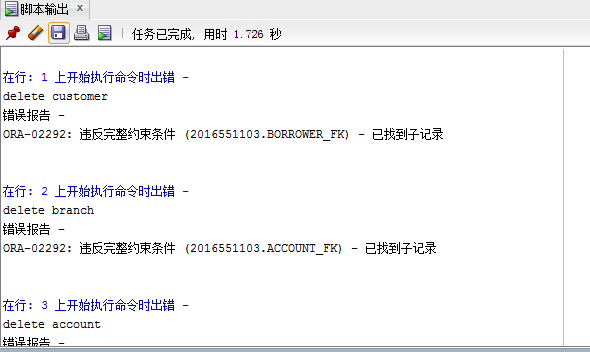 脚本输出 x
任务已完成, 用时 1.726 秒
在行: 1 上开始执行命令时出错 -
delete customer
错误报告 -
ORA-02292: 违反完整约束条件 (2016551103.BORROWER_FK) - 已找到子记录
在行: 2 上开始执行命令时出错 -
delete branch
错误报告 -
ORA-02292: 违反完整约束条件 (2016551103.ACCOUNT_FK) - 已找到子记录
在行: 3 上开始执行命令时出错 -
delete account
错误报告 -